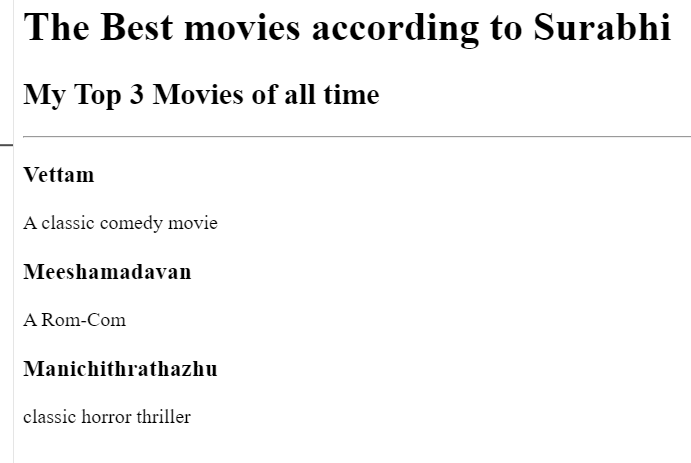 The Best movies according to Surabhi
My Top 3 Movies of all time
Vettam
A classic comedy movie
Meeshamadavan
A Rom-Com
Manichithrathazhu
classic horror thriller